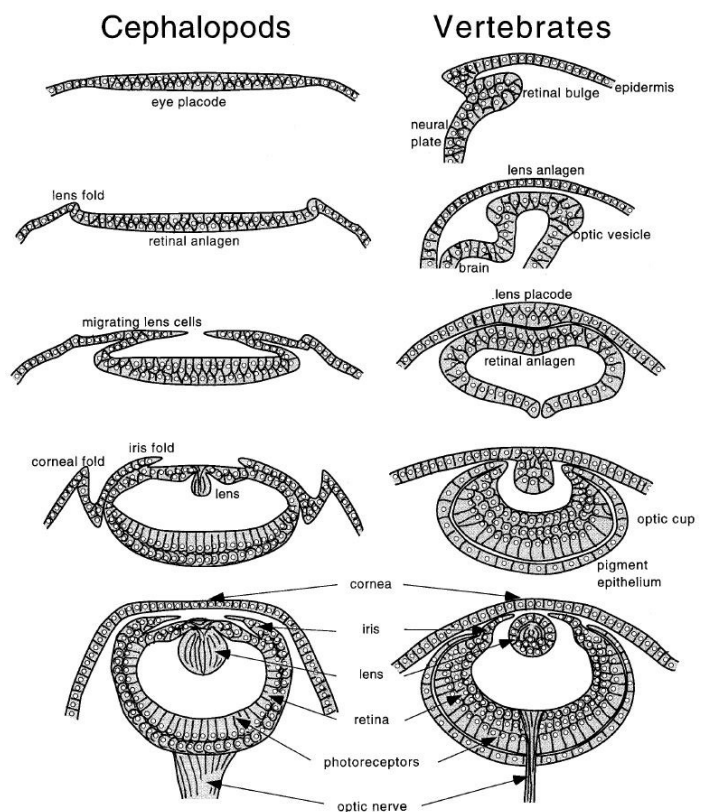 Cephalopods
Vertebrates
eye placode
retinal bulge
epidermis
neural
plate
lens fold
retinal anlagen
lens anlagen
optic vesicle
brain
migrating lens cells
lens placode
retinal anlagen
corneal fold
iris fold
lens
optic cup
pigment
epithelium
cornea
iris
lens
retina
photoreceptors
optic nerve